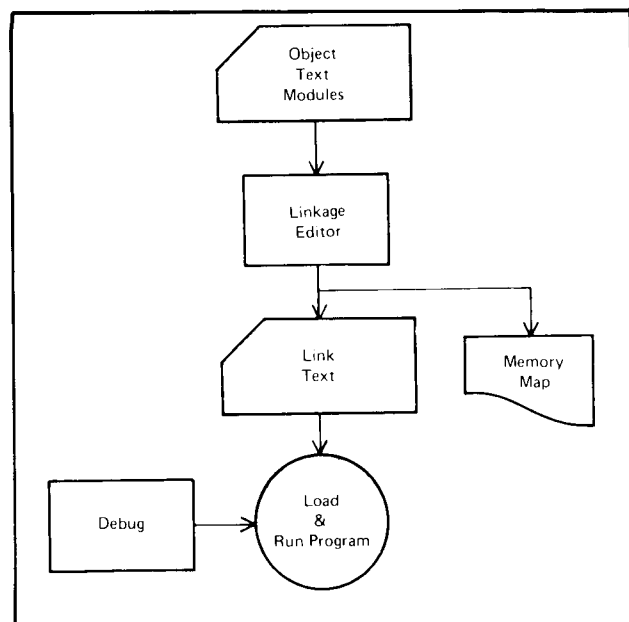 Object
Text
Modules
Linkage
Editor
Link
Text
Memory
Map
Debug
Load
&
Run Program